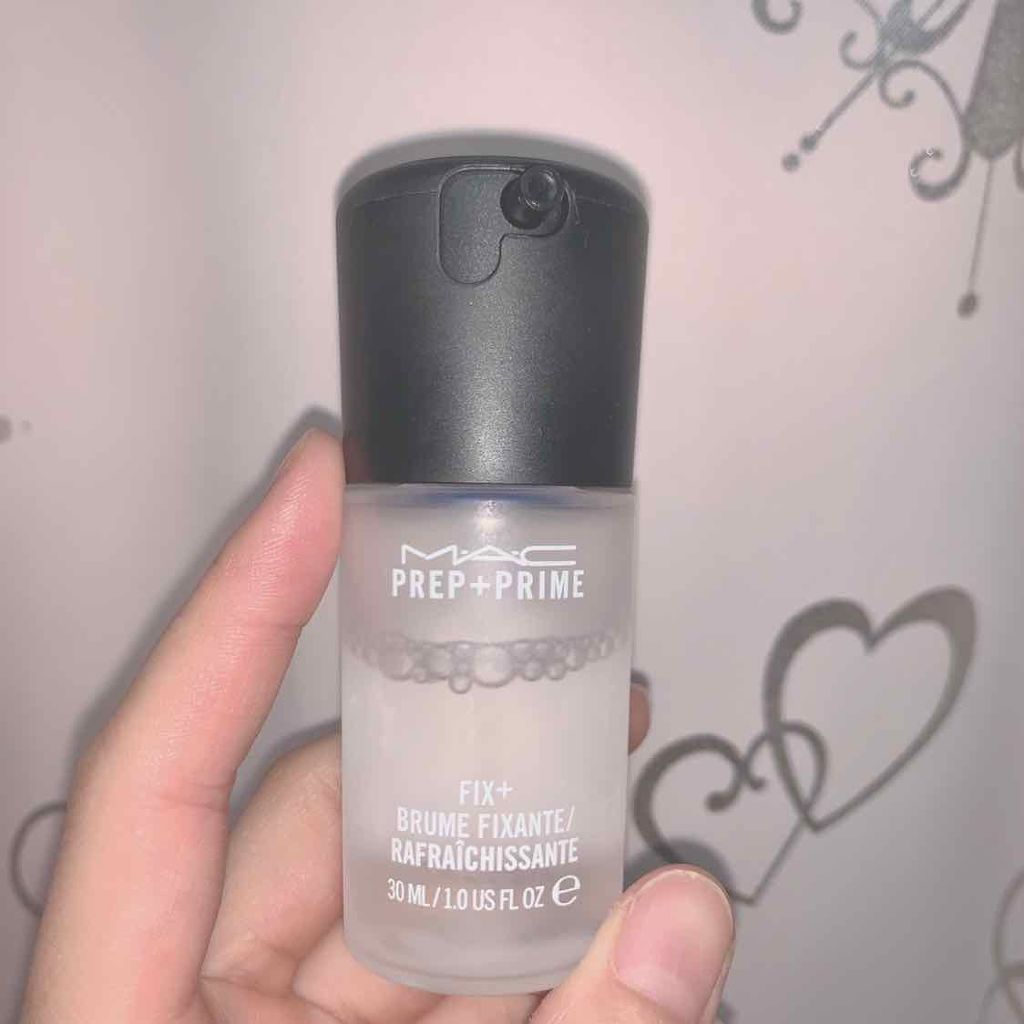 M·A·C
PREP+PRIME
FIX+
BRUME FIXANTE/
RAFRAÎCHISSANTE
30 ML / 1.0 US FL OZ ℮